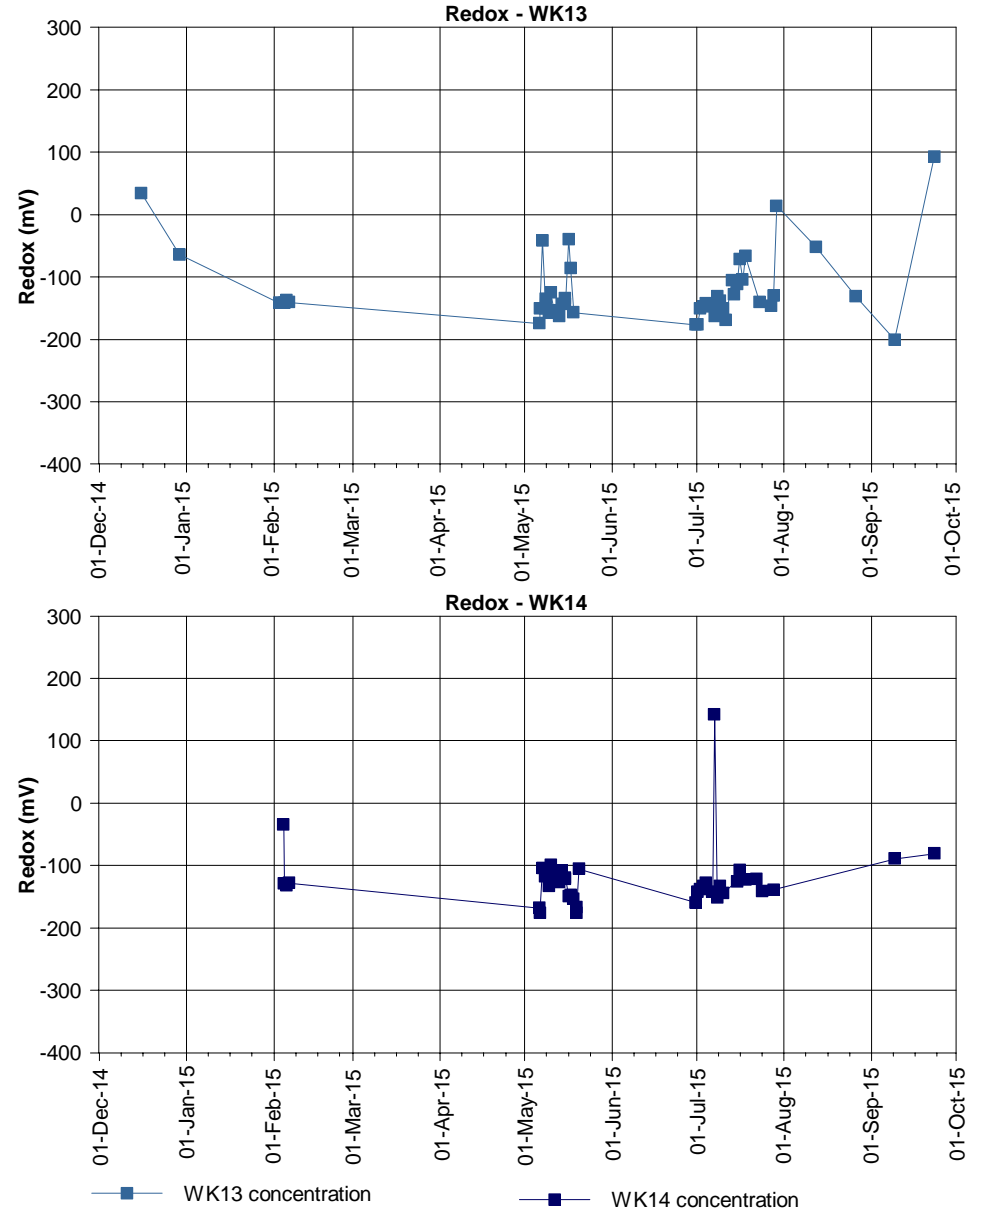 Redox - WK13
300
200
100
0
-100
-200
-300
-400
Redox (mV)
01-Dec-14
01-Jan-15
01-Feb-15
01-Mar-15
01-Apr-15
01-May-15
01-Jun-15
01-Jul-15
01-Aug-15
01-Sep-15
01-Oct-15
Redox - WK14
300
200
100
0
-100
-200
-300
-400
Redox (mV)
01-Dec-14
01-Jan-15
01-Feb-15
01-Mar-15
01-Apr-15
01-May-15
01-Jun-15
01-Jul-15
01-Aug-15
01-Sep-15
01-Oct-15
WK13 concentration
WK14 concentration